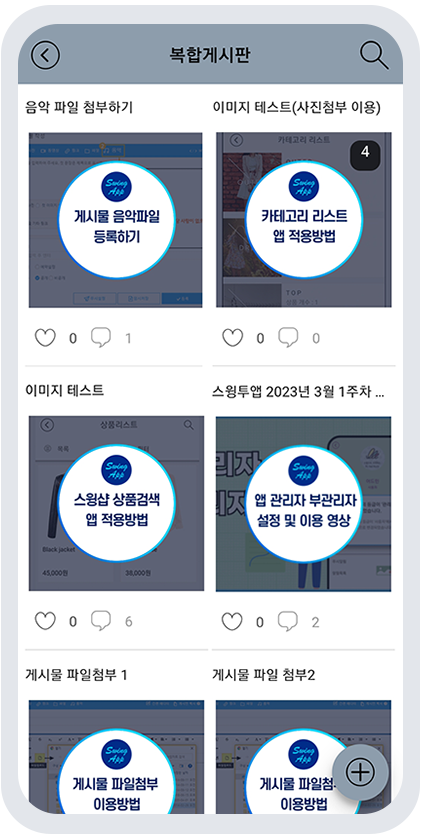 복합게시판
음악 파일 첨부하기
이미지 테스트(사진첨부 이용)
Swing
App
게시물 음악파일
등록하기
카테고리 리스트
4
Swing
App
카테고리 리스트
앱 적용방법
TOP
0
1
0
0
이미지 테스트
스윙투앱 2023년 3월 1주차 ...
상품리스트
Swing
App
스윙샵 상품검색
앱 적용방법
Black jacket
45,000원
38,000원
Swing
App
앱 관리자 부관리자
설정 및 이용 영상
0
6
0
2
게시물 파일첨부 1
게시물 파일 첨부2
Swing
App
게시물 파일첨부
이용방법
Swing
App
게시물 파일첨
이용방법